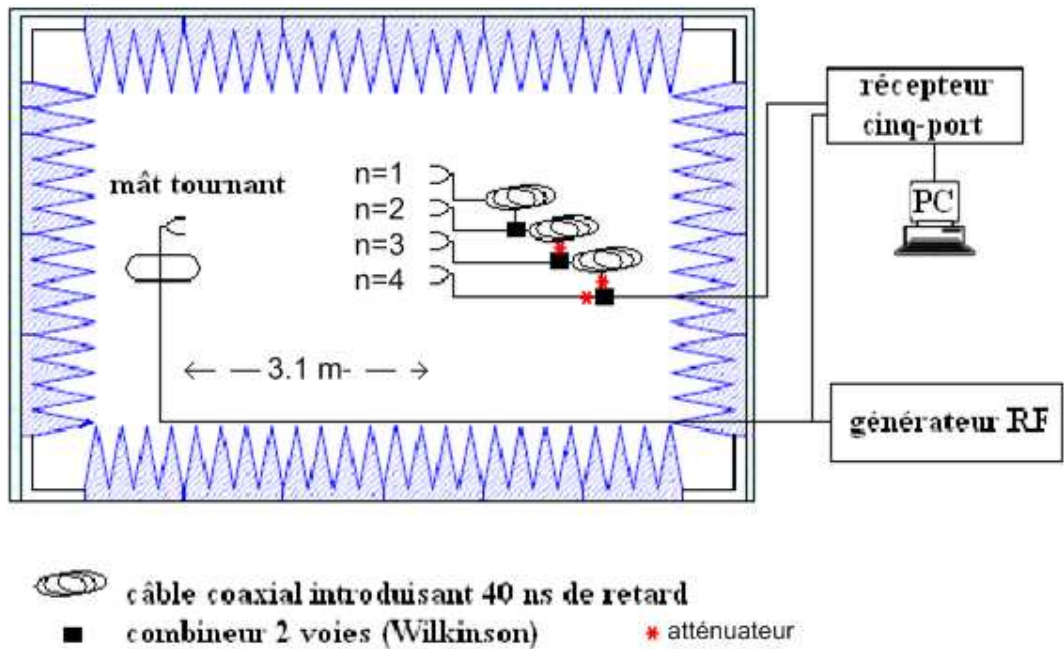 récepteur
cinq-port
mât tournant
n=1
n=2
n=3
n=4
PC
3.1 m
générateur RF
câble coaxial introduisant 40 ns de retard
combineur 2 voies (Wilkinson)
* atténuateur